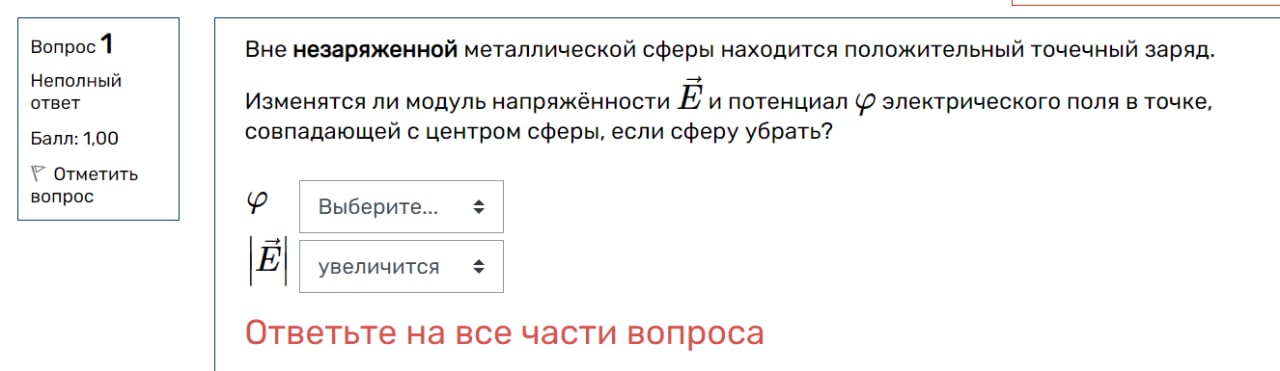 Вопрос 1
Неполный
ответ
Балл: 1,00
Отметить
вопрос
Вне незаряженной металлической сферы находится положительный точечный заряд.
Изменятся ли модуль напряжённости \vec{E} и потенциал φ электрического поля в точке,
совпадающей с центром сферы, если сферу убрать?
φ Выберите...
|\vec{E}| увеличится
Ответьте на все части вопроса